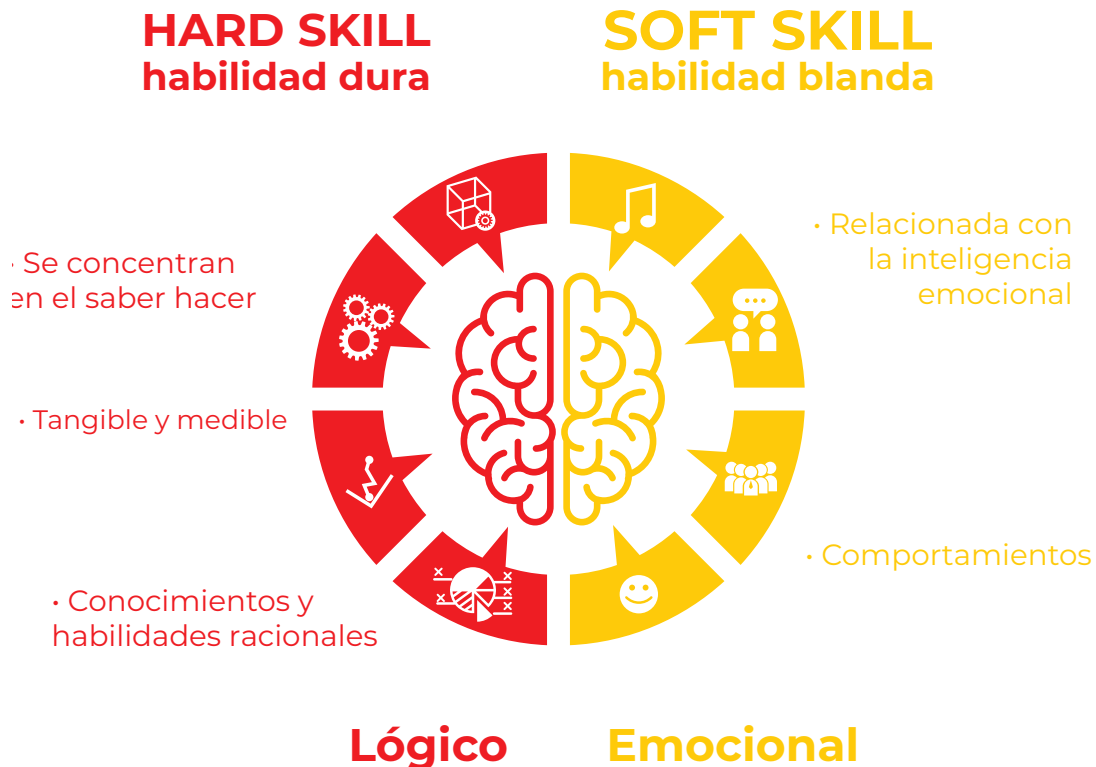 HARD SKILL
habilidad dura
SOFT SKILL
habilidad blanda
· Se concentran
en el saber hacer
· Tangible y medible
· Conocimientos y
habilidades racionales
· Relacionada con
la inteligencia
emocional
· Comportamientos
Lógico
Emocional